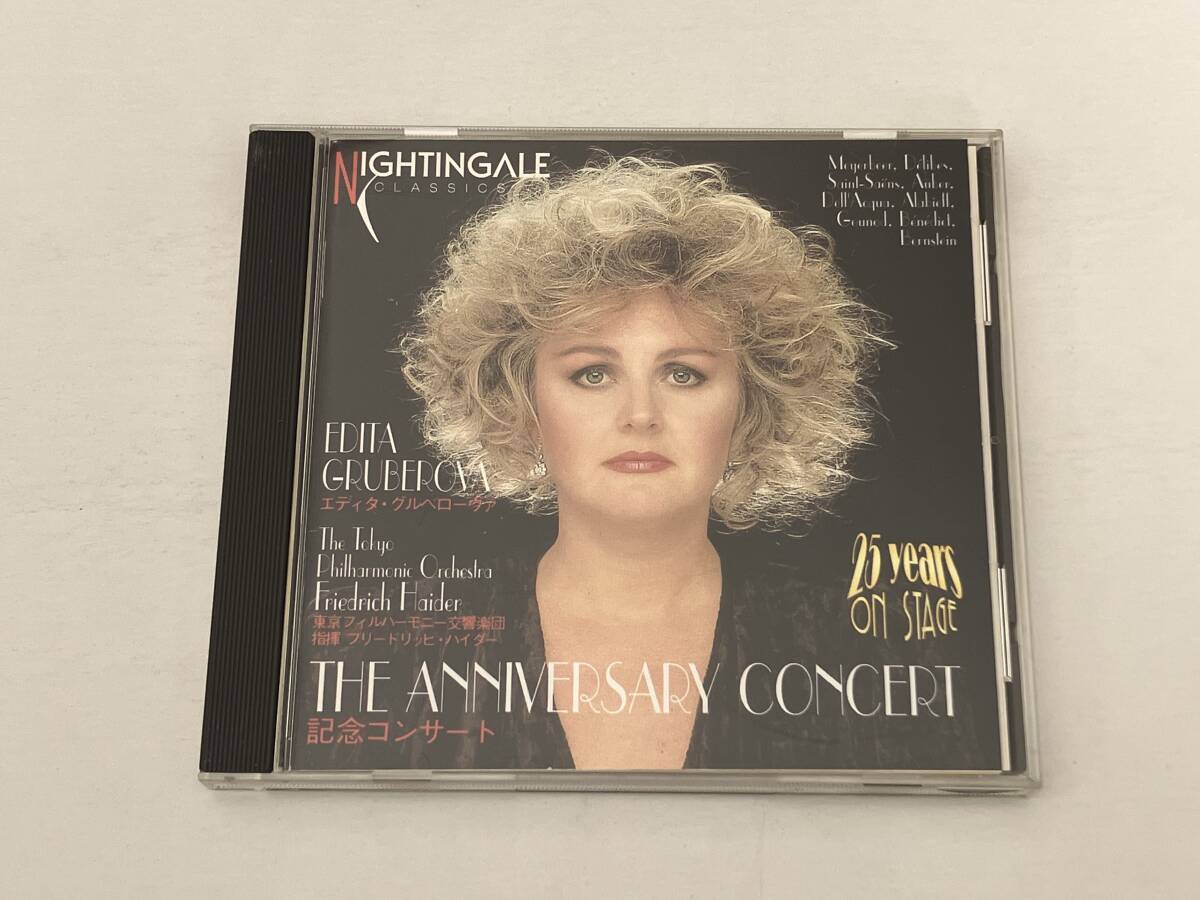 NIGHTINGALE
CLASSICS
Meyerbeer, Délibes,
Saint-Saëns, Auber,
Dell'Acqua, Alabieff,
Gounod, Bénédict,
Bernstein
EDITA
GRUBEROVA
エディタ・グルベローヴァ
The Tokyo
Philharmonic Orchestra
Friedrich Haider
東京フィルハーモニー交響楽団
指揮 フリードリッヒ・ハイダー
25 years
ON STAGE
THE ANNIVERSARY CONCERT
記念コンサート